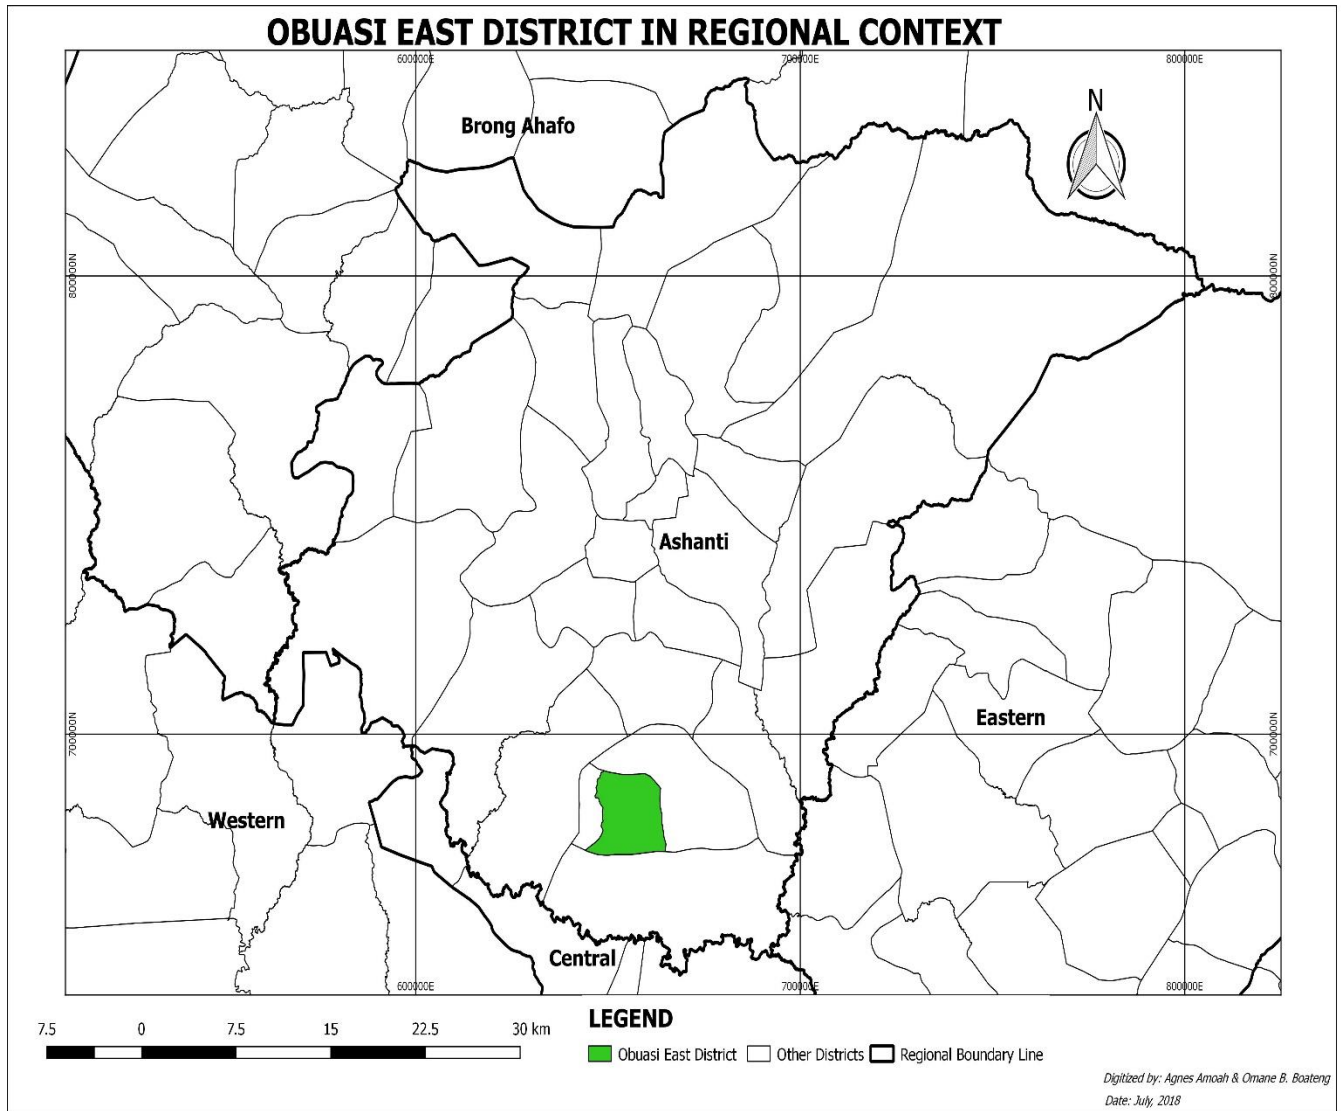 OBUASI EAST DISTRICT IN REGIONAL CONTEXT
600000E 700000E 800000E
N
Brong Ahafo
800000N 800000N
Ashanti
700000N 700000N
Eastern
Western
Central
600000E 700000E 800000E
7.5 0 7.5 15 22.5 30 km
LEGEND
Obuasi East District Other Districts Regional Boundary Line
Digitized by: Agnes Amoah & Omane B. Boateng
Date: July, 2018